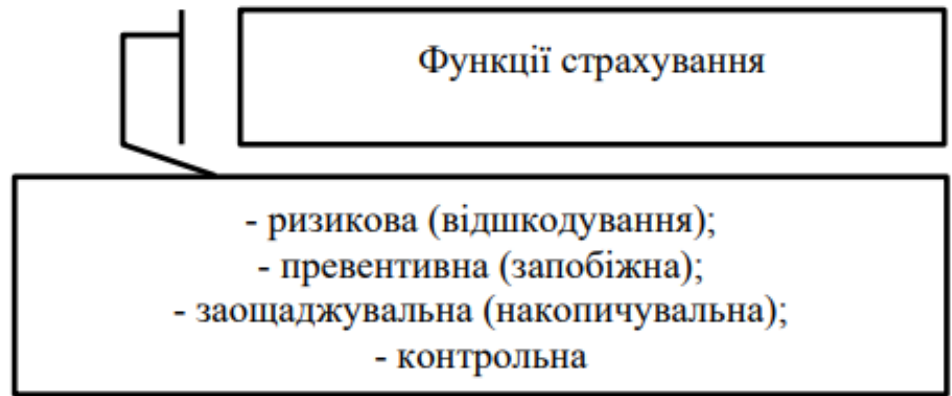 Функції страхування
- ризикова (відшкодування);
- превентивна (запобіжна);
- заощаджувальна (накопичувальна);
- контрольна